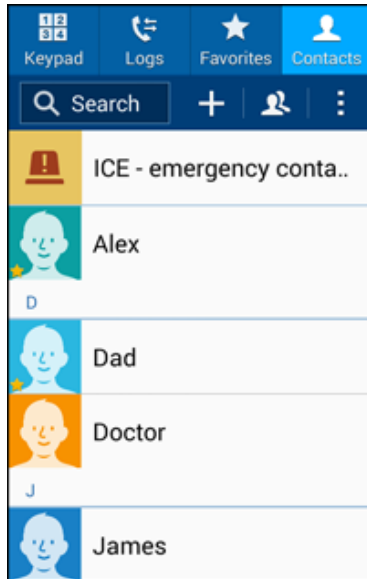 1 2
3 4
Keypad Logs Favorites Contacts
Search
ICE - emergency conta..
Alex
D
Dad
Doctor
J
James